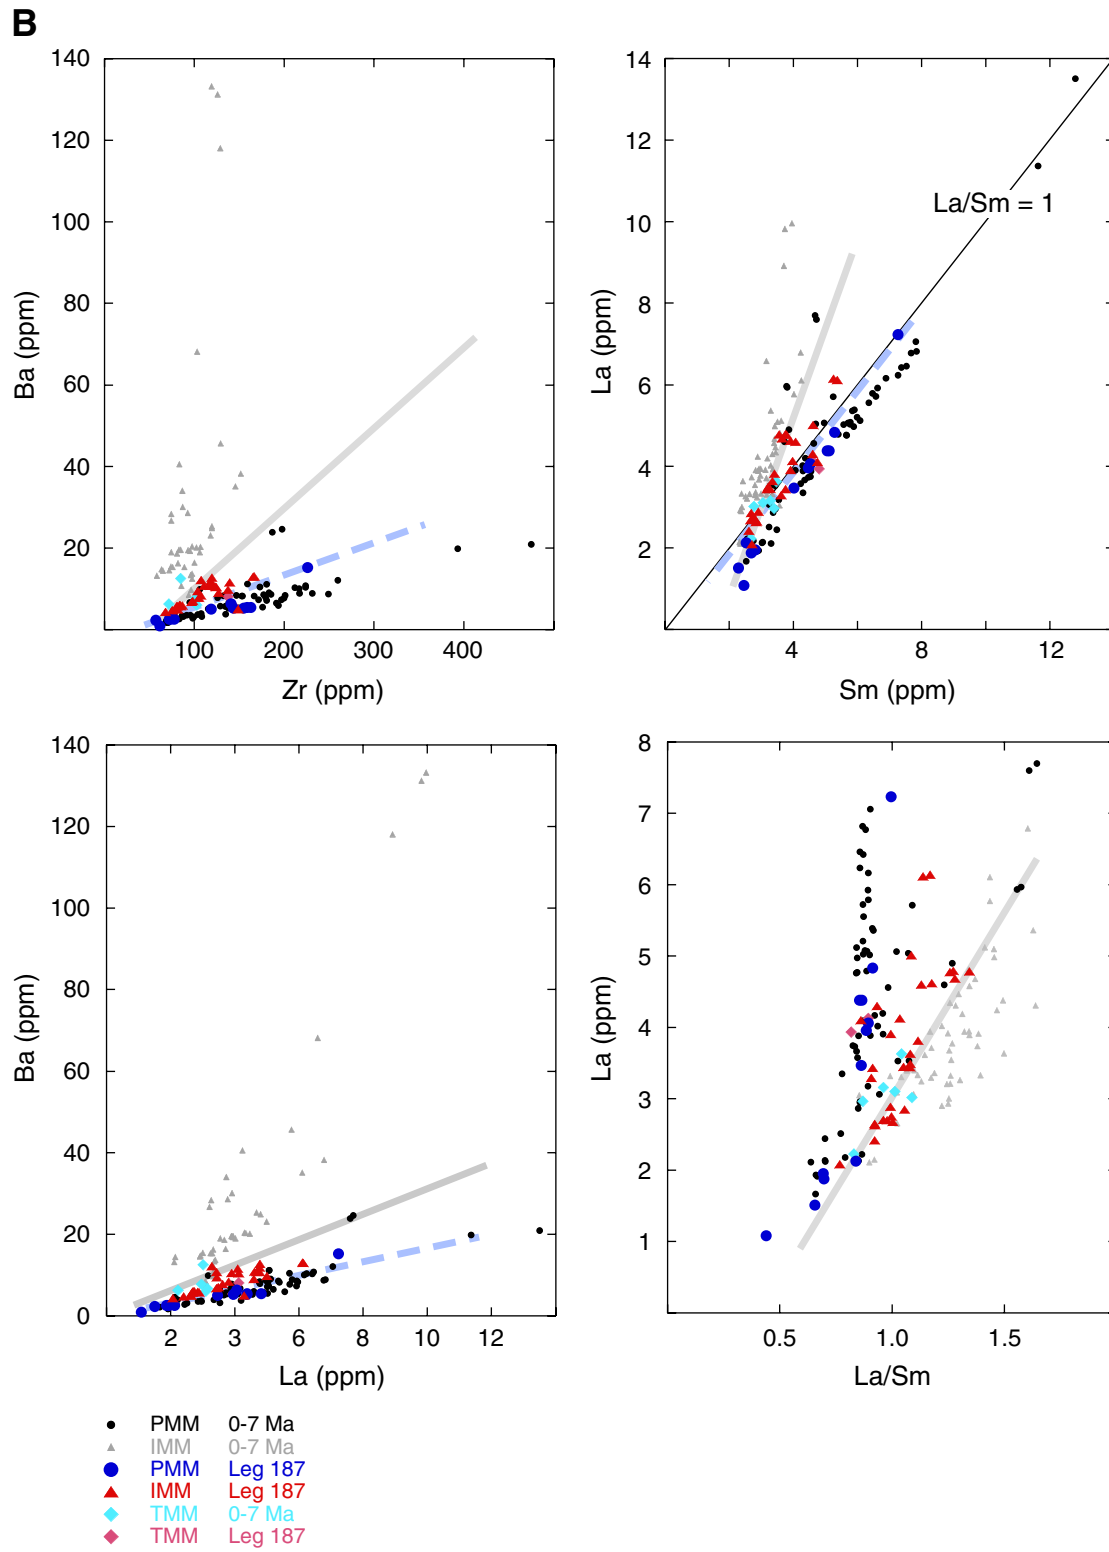 B
140
120
100
80
60
40
20
Ba (ppm)
100
200
300
400
Zr (ppm)
14
12
10
8
6
4
2
La (ppm)
La/Sm = 1
4
8
12
Sm (ppm)
140
120
100
80
60
40
20
0
Ba (ppm)
2
3
6
8
10
12
La (ppm)
8
7
6
5
4
3
2
1
La (ppm)
0.5
1.0
1.5
La/Sm
PMM 0-7 Ma
IMM 0-7 Ma
PMM Leg 187
IMM Leg 187
TMM 0-7 Ma
TMM Leg 187